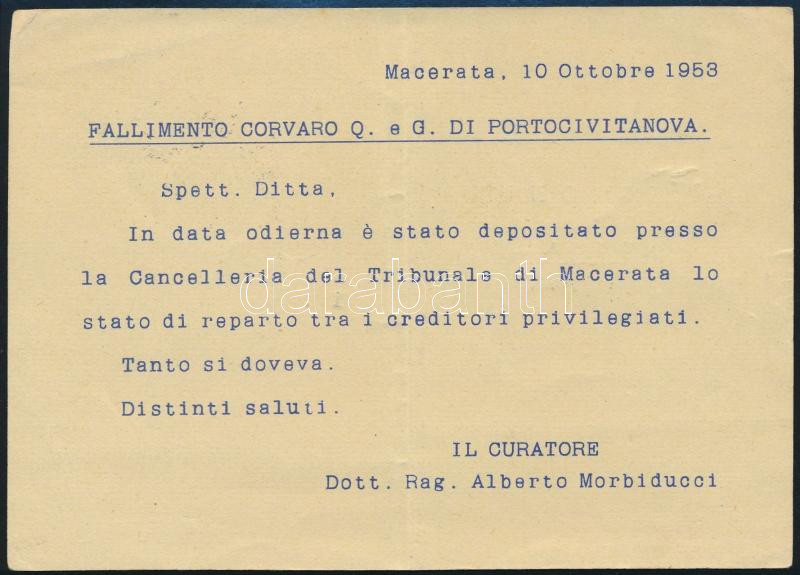 Macerata, 10 Ottobre 1953
FALLIMENTO CORVARO Q. e G. DI PORTOCIVITANOVA.
Spett. Ditta,
In data odierna è stato depositato presso
la Cancelleria del Tribunale di Macerata lo
stato di reparto tra i creditori privilegiati.
Tanto si doveva.
Distinti saluti.
IL CURATORE
Dott. Rag. Alberto Morbiducci
darabanth